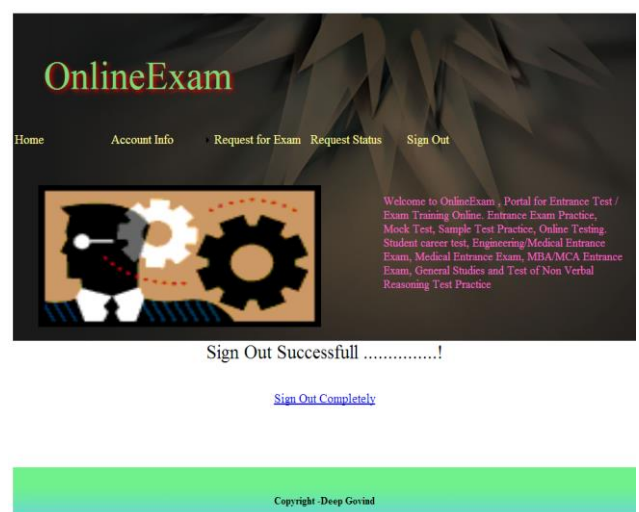 OnlineExam
Home Account Info Request for Exam Request Status Sign Out
Welcome to OnlineExam , Portal for Entrance Test /
Exam Training Online. Entrance Exam Practice,
Mock Test, Sample Test Practice, Online Testing.
Student career test, Engineering/Medical Entrance
Exam, Medical Entrance Exam, MBA/MCA Entrance
Exam, General Studies and Test of Non Verbal
Reasoning Test Practice
Sign Out Successfull ...............!
Sign Out Completely
Copyright -Deep Govind